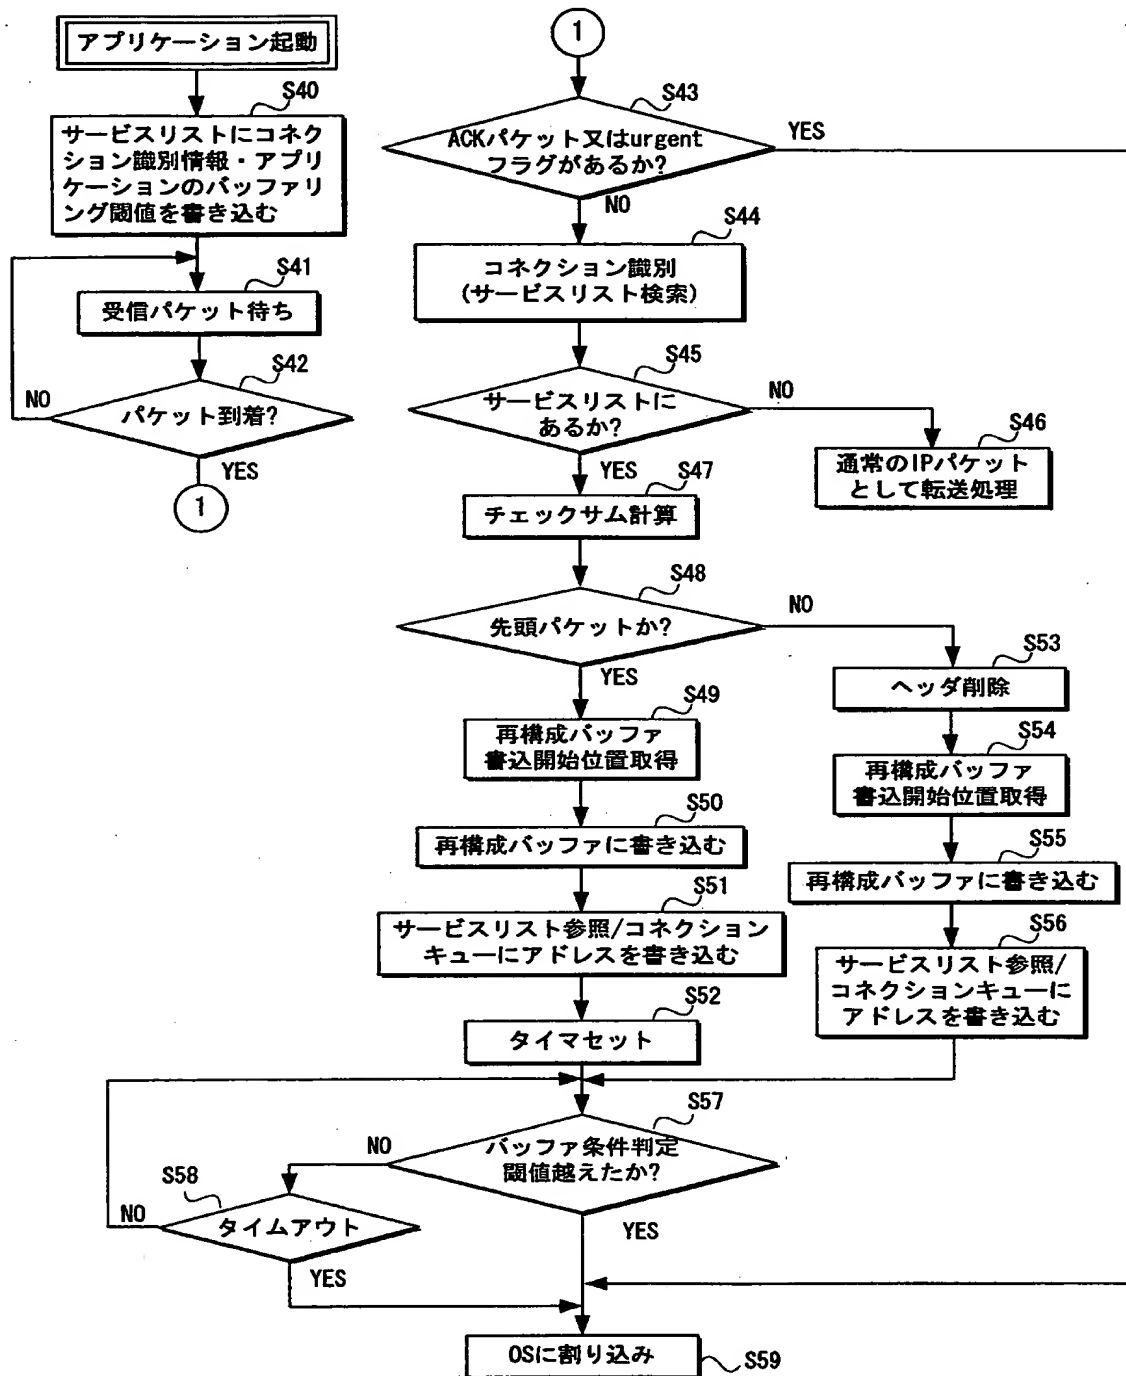 アプリケーション起動
S40
サービスリストにコネク
ション識別情報・アプリ
ケーションのバッファリ
ング閾値を書き込む
S41
受信パケット待ち
S42
NO
パケット到着?
YES
1
1
S43
ACKパケット又はurgent
フラグがあるか?
YES
NO
S44
コネクション識別
(サービスリスト検索)
S45
サービスリストに
あるか?
NO
YES
S46
通常のIPパケット
として転送処理
S47
チェックサム計算
S48
先頭パケットか?
NO
YES
S49
再構成バッファ
書込開始位置取得
S50
再構成バッファに書き込む
S51
サービスリスト参照/コネクション
キューにアドレスを書き込む
S52
タイマセット
S53
ヘッダ削除
S54
再構成バッファ
書込開始位置取得
S55
再構成バッファに書き込む
S56
サービスリスト参照/
コネクションキューに
アドレスを書き込む
S57
バッファ条件判定
閾値越えたか?
NO
YES
S58
タイムアウト
NO
YES
OSに割り込み
S59